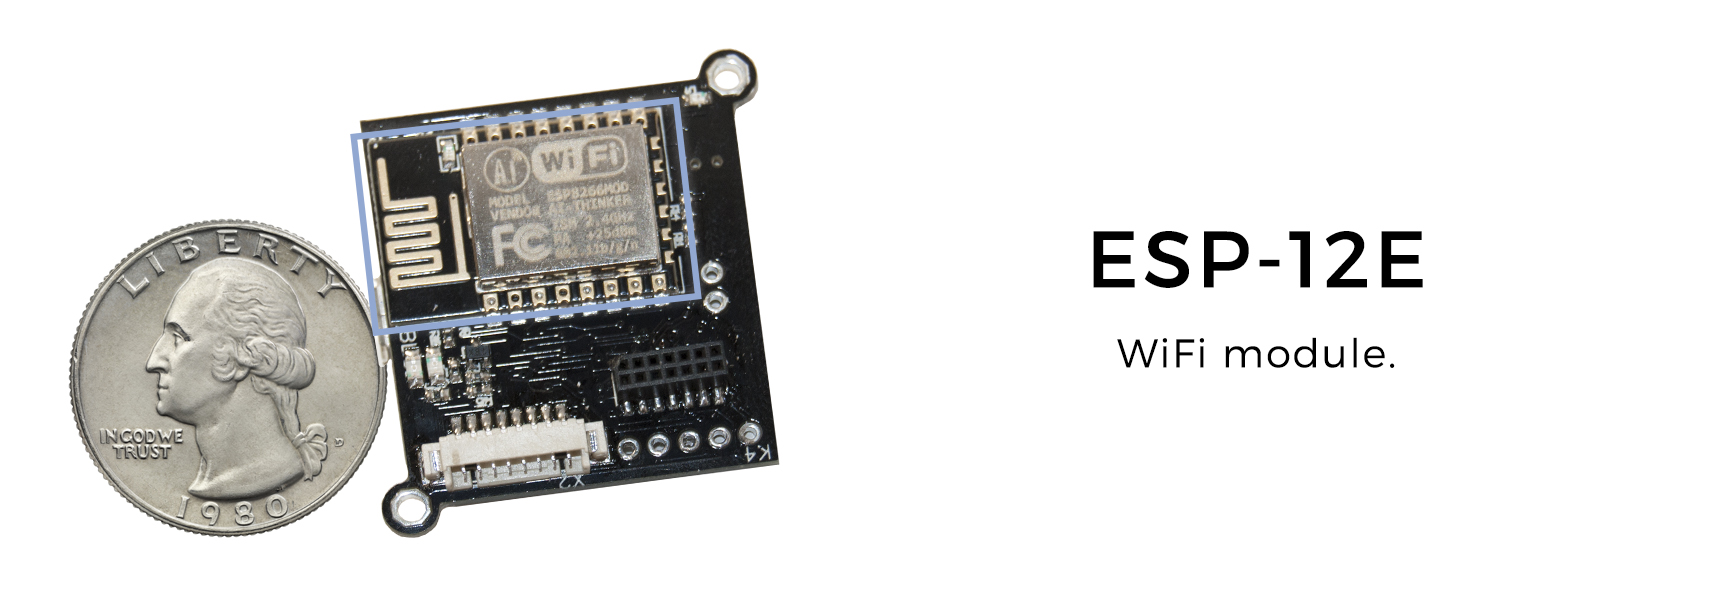 LIBERTY
IN GOD WE
TRUST
D
1980
Ai WiFi
MODEL ESP8266MOD
VENDOR AI-THINKER
ISM 2.4GHz
PA +25dBm
802.11b/g/n
FC
X2
K4
ESP-12E
WiFi module.